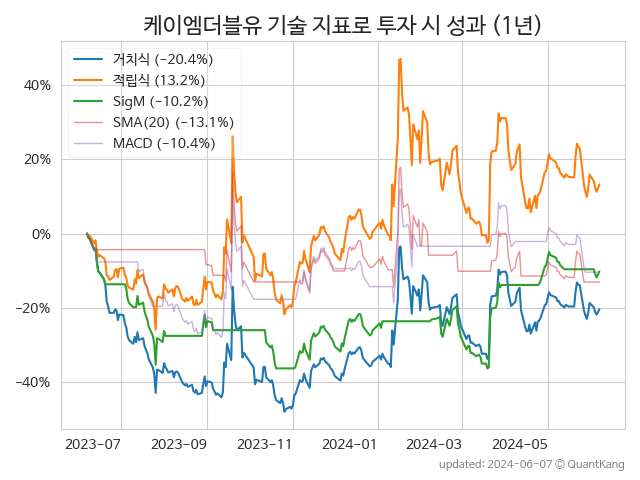 케이엠더블유 기술 지표로 투자 시 성과 (1년)
거치식 (−20.4%)
적립식 (13.2%)
SigM (−10.2%)
SMA(20) (−13.1%)
MACD (−10.4%)
40%
20%
0%
−20%
−40%
2023−07
2023−09
2023−11
2024−01
2024−03
2024−05
updated: 2024-06-07 © QuantKang